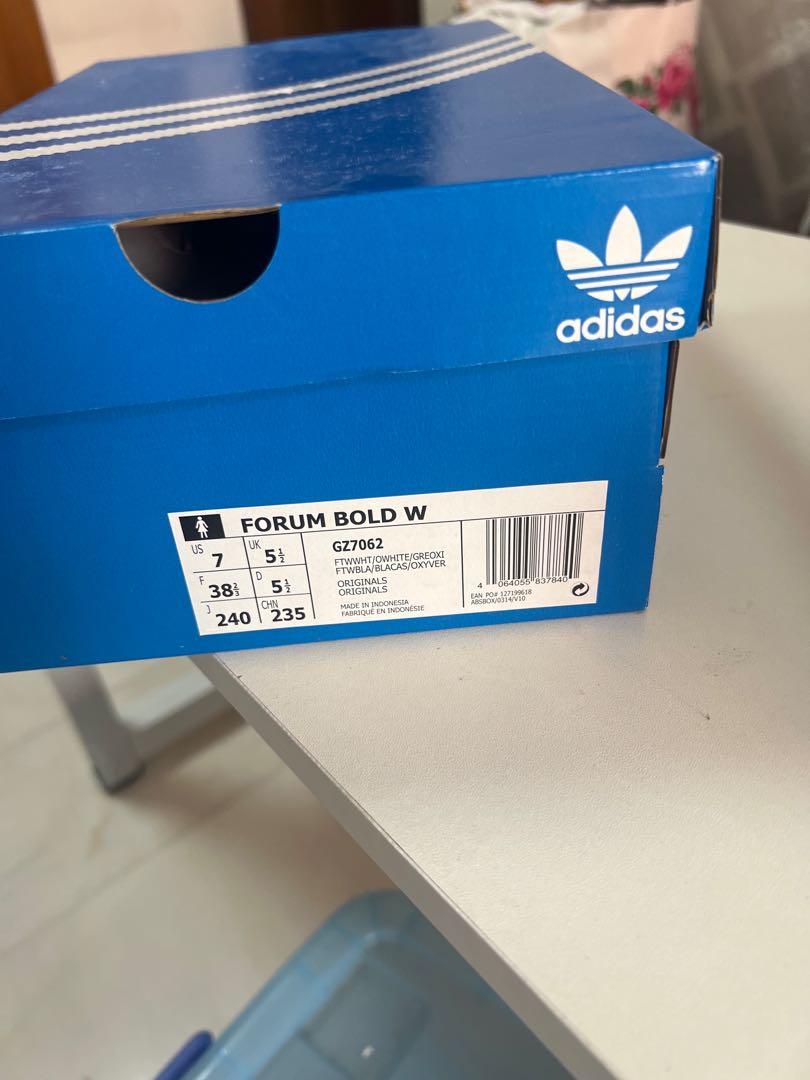 adidas
FORUM BOLD W
US 7 UK 5½
F 38⅔ D 5½
J 240 CHN 235
GZ7062
FTWWHT/OWHITE/GREOXI
FTWBLA/BLACAS/OXYVER
ORIGINALS
ORIGINALS
MADE IN INDONESIA
FABRIQUÉ EN INDONÉSIE
4 064055 837840
EAN PO# 127199618
ABSBOX/0314/V10